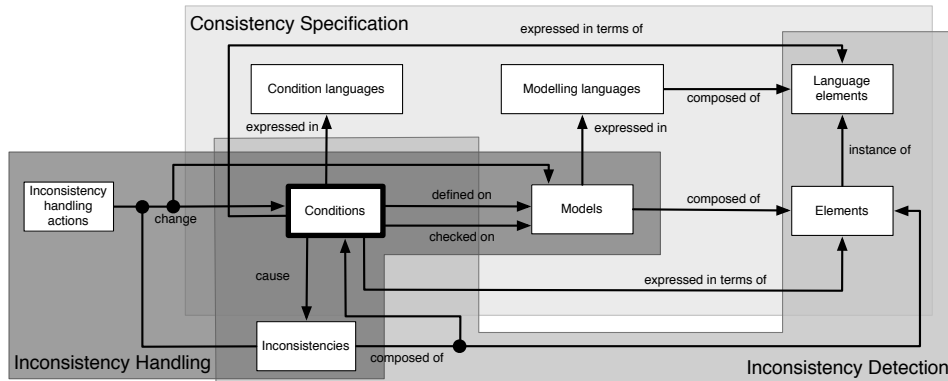 Consistency Specification
expressed in terms of
Condition languages
Modelling languages
Language
elements
composed of
expressed in
expressed in
instance of
Inconsistency
handling
actions
change
Conditions
defined on
checked on
Models
composed of
Elements
cause
expressed in terms of
Inconsistencies
composed of
Inconsistency Handling
Inconsistency Detection